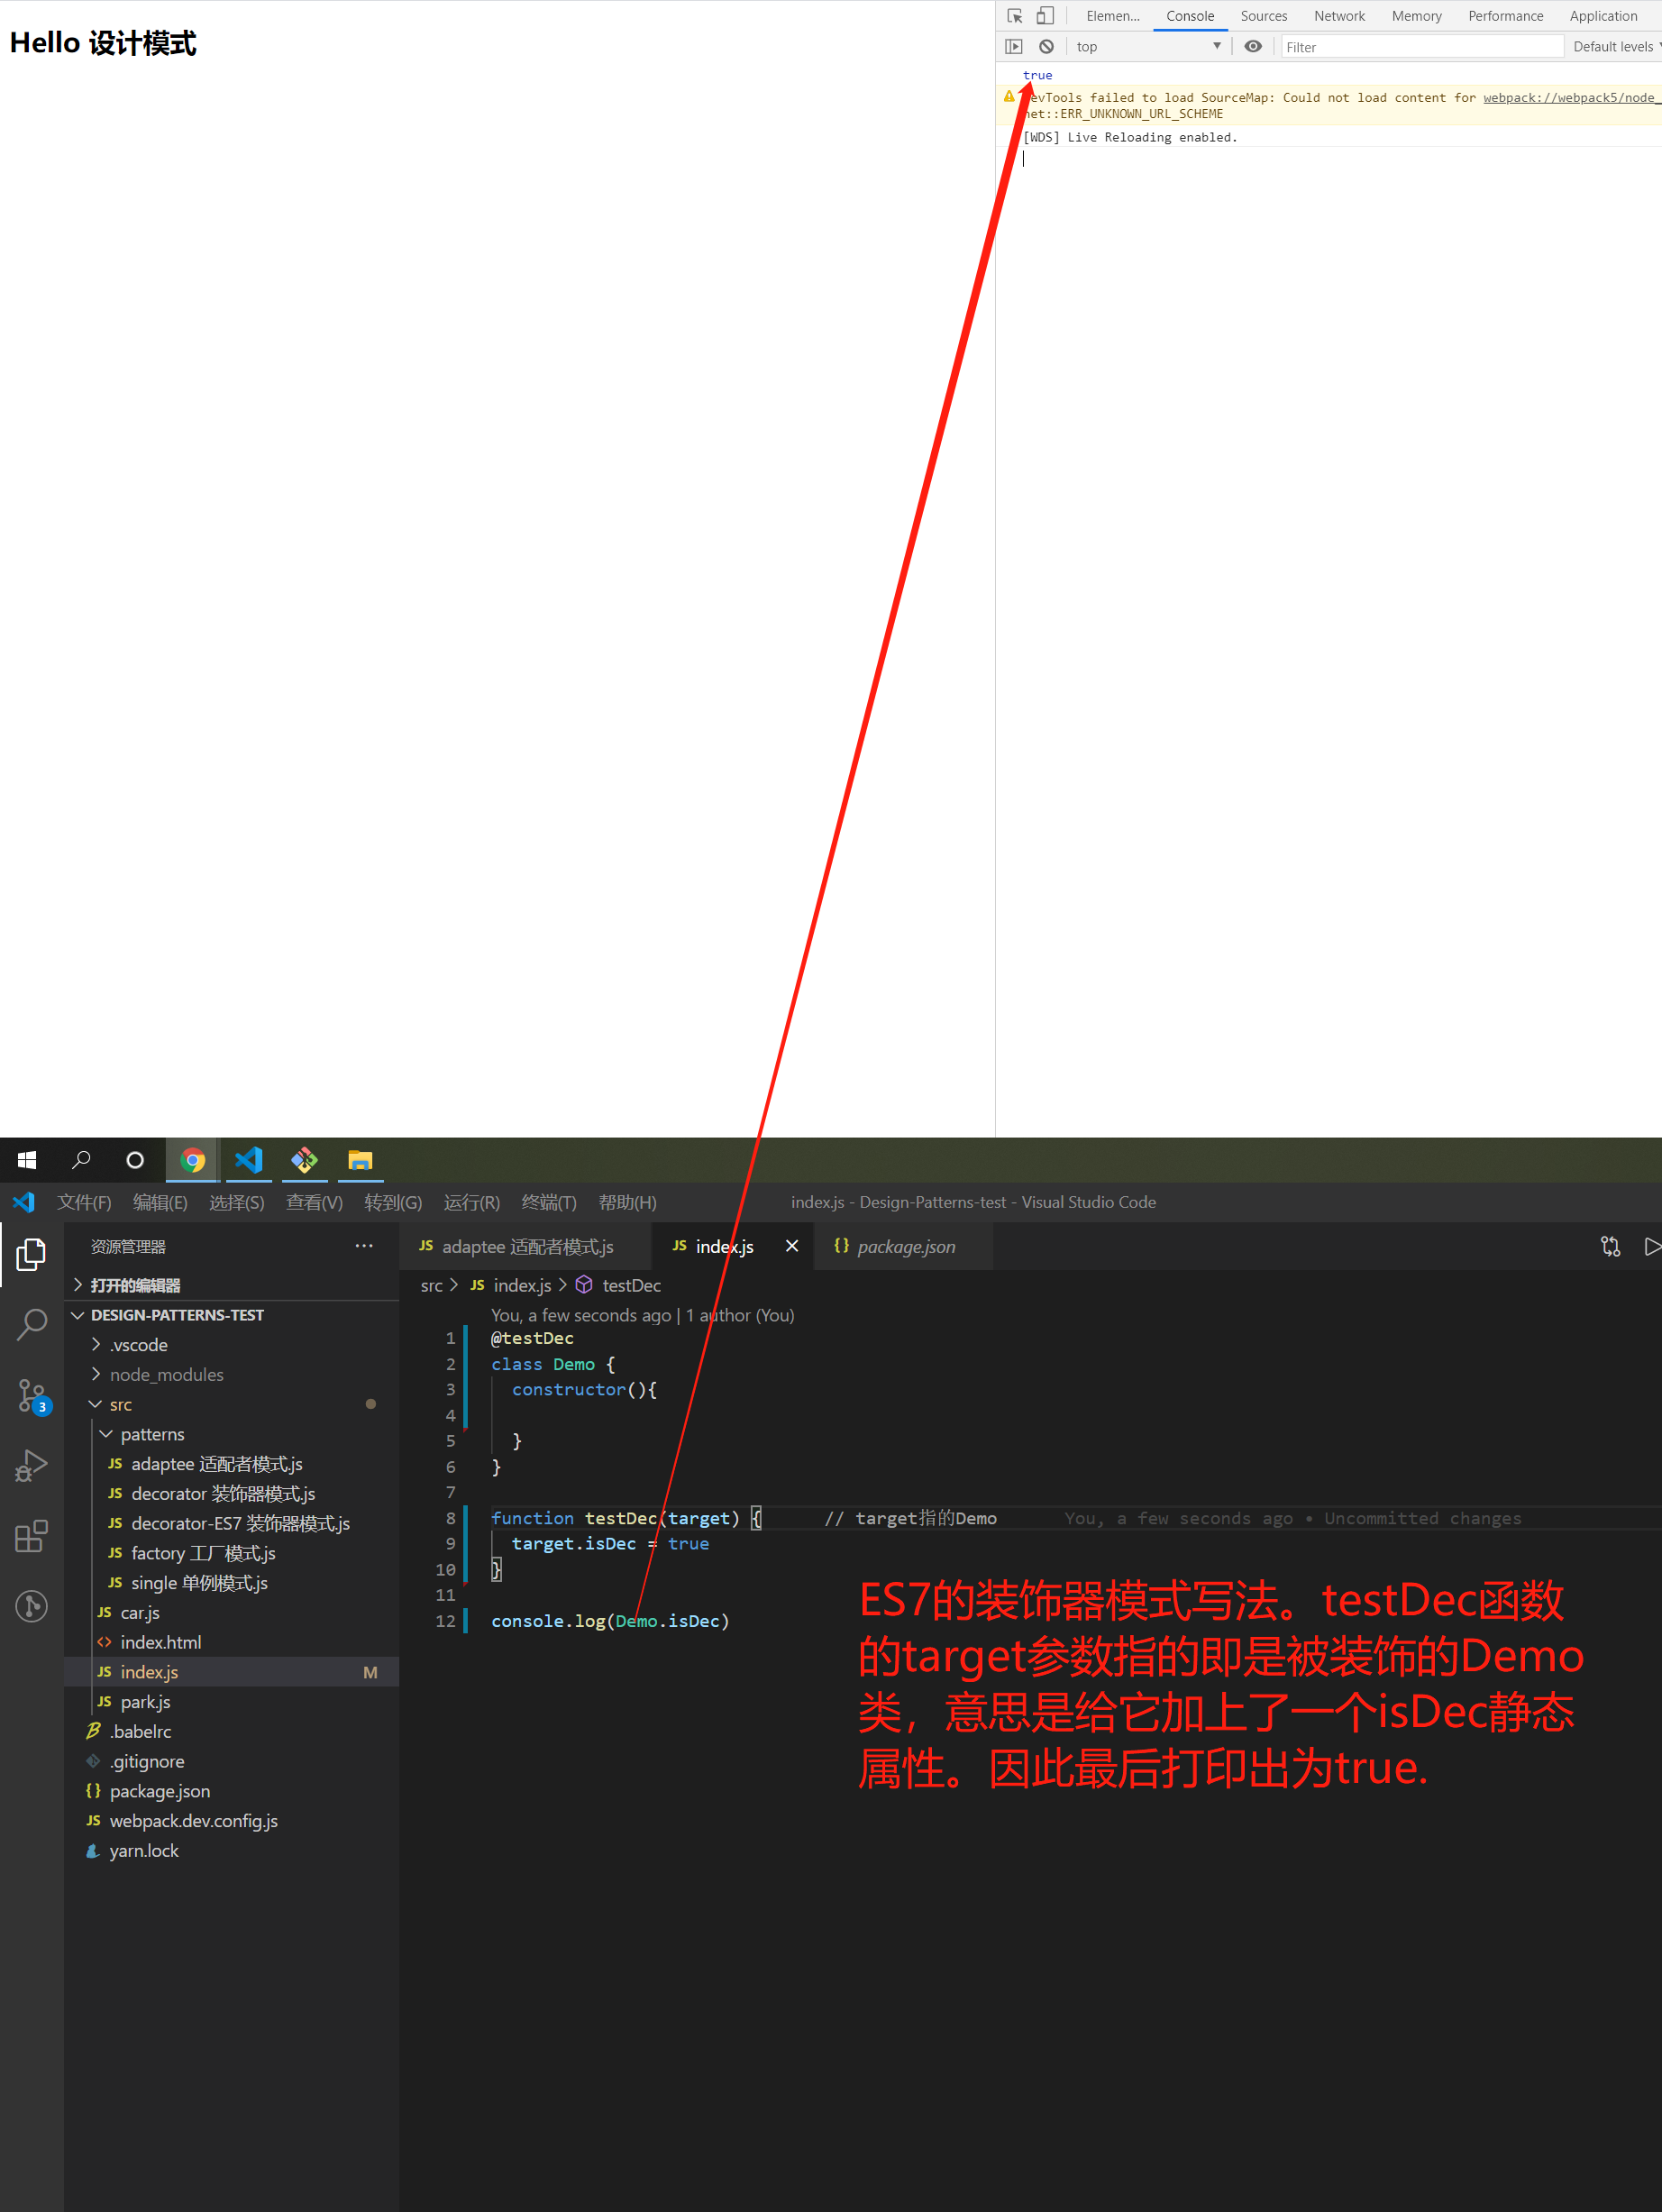 Hello 设计模式
Elemen... Console Sources Network Memory Performance Application
top Filter Default levels
true
DevTools failed to load SourceMap: Could not load content for webpack://webpack5/node_
net::ERR_UNKNOWN_URL_SCHEME
[WDS] Live Reloading enabled.
文件(F) 编辑(E) 选择(S) 查看(V) 转到(G) 运行(R) 终端(T) 帮助(H) index.js - Design-Patterns-test - Visual Studio Code
资源管理器 ···
打开的编辑器
DESIGN-PATTERNS-TEST
.vscode
node_modules
src
patterns
JS adaptee 适配者模式.js
JS decorator 装饰器模式.js
JS decorator-ES7 装饰器模式.js
JS factory 工厂模式.js
JS single 单例模式.js
JS car.js
<> index.html
JS index.js M
JS park.js
.babelrc
.gitignore
{} package.json
JS webpack.dev.config.js
yarn.lock
3
JS adaptee 适配者模式.js JS index.js {} package.json
src > JS index.js > testDec
You, a few seconds ago | 1 author (You)
1 @testDec
2 class Demo {
3 constructor(){
4
5 }
6 }
7
8 function testDec(target) { // target指的Demo You, a few seconds ago • Uncommitted changes
9 target.isDec = true
10 }
11
12 console.log(Demo.isDec)
ES7的装饰器模式写法。testDec函数
的target参数指的即是被装饰的Demo
类，意思是给它加上了一个isDec静态
属性。因此最后打印出为true.